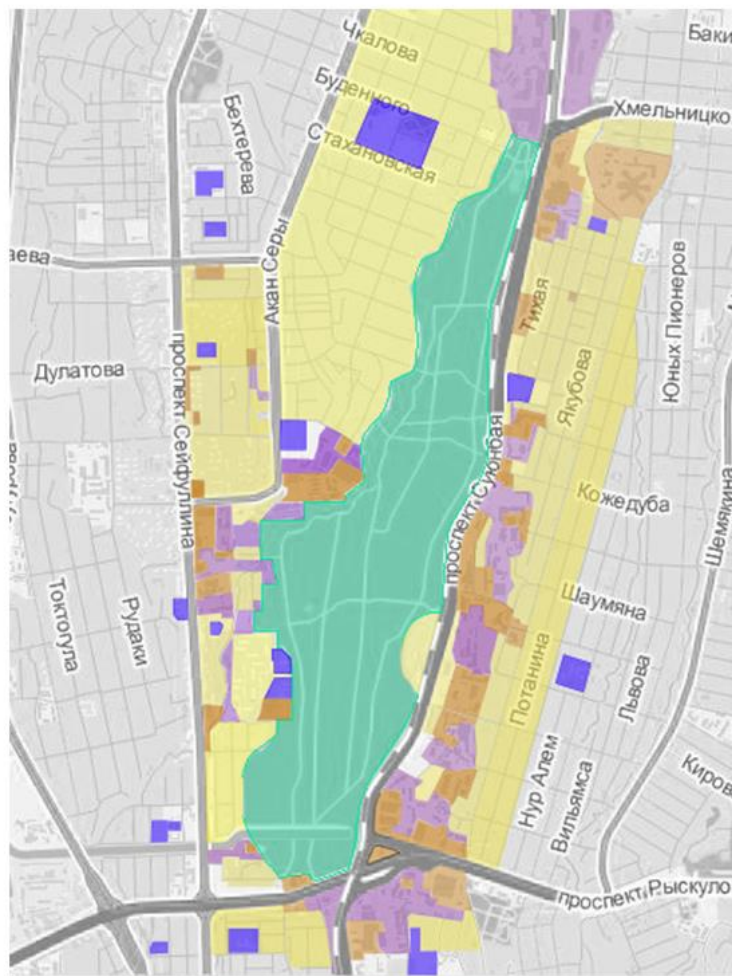 Чкалова
Баки
Буденного
Хмельницко
Бехтерева
Стахановская
аева
Акан Серы
Юных Пионеров
Тихая
проспект Сейфуллина
Дулатова
Якубова
проспект Суюнбая
Кожедуба
Шемякина
Шаумяна
Токтогула
Рудаки
Потанина
Львова
Нур Алем
Вильямса
Киров
проспект Рыскуло